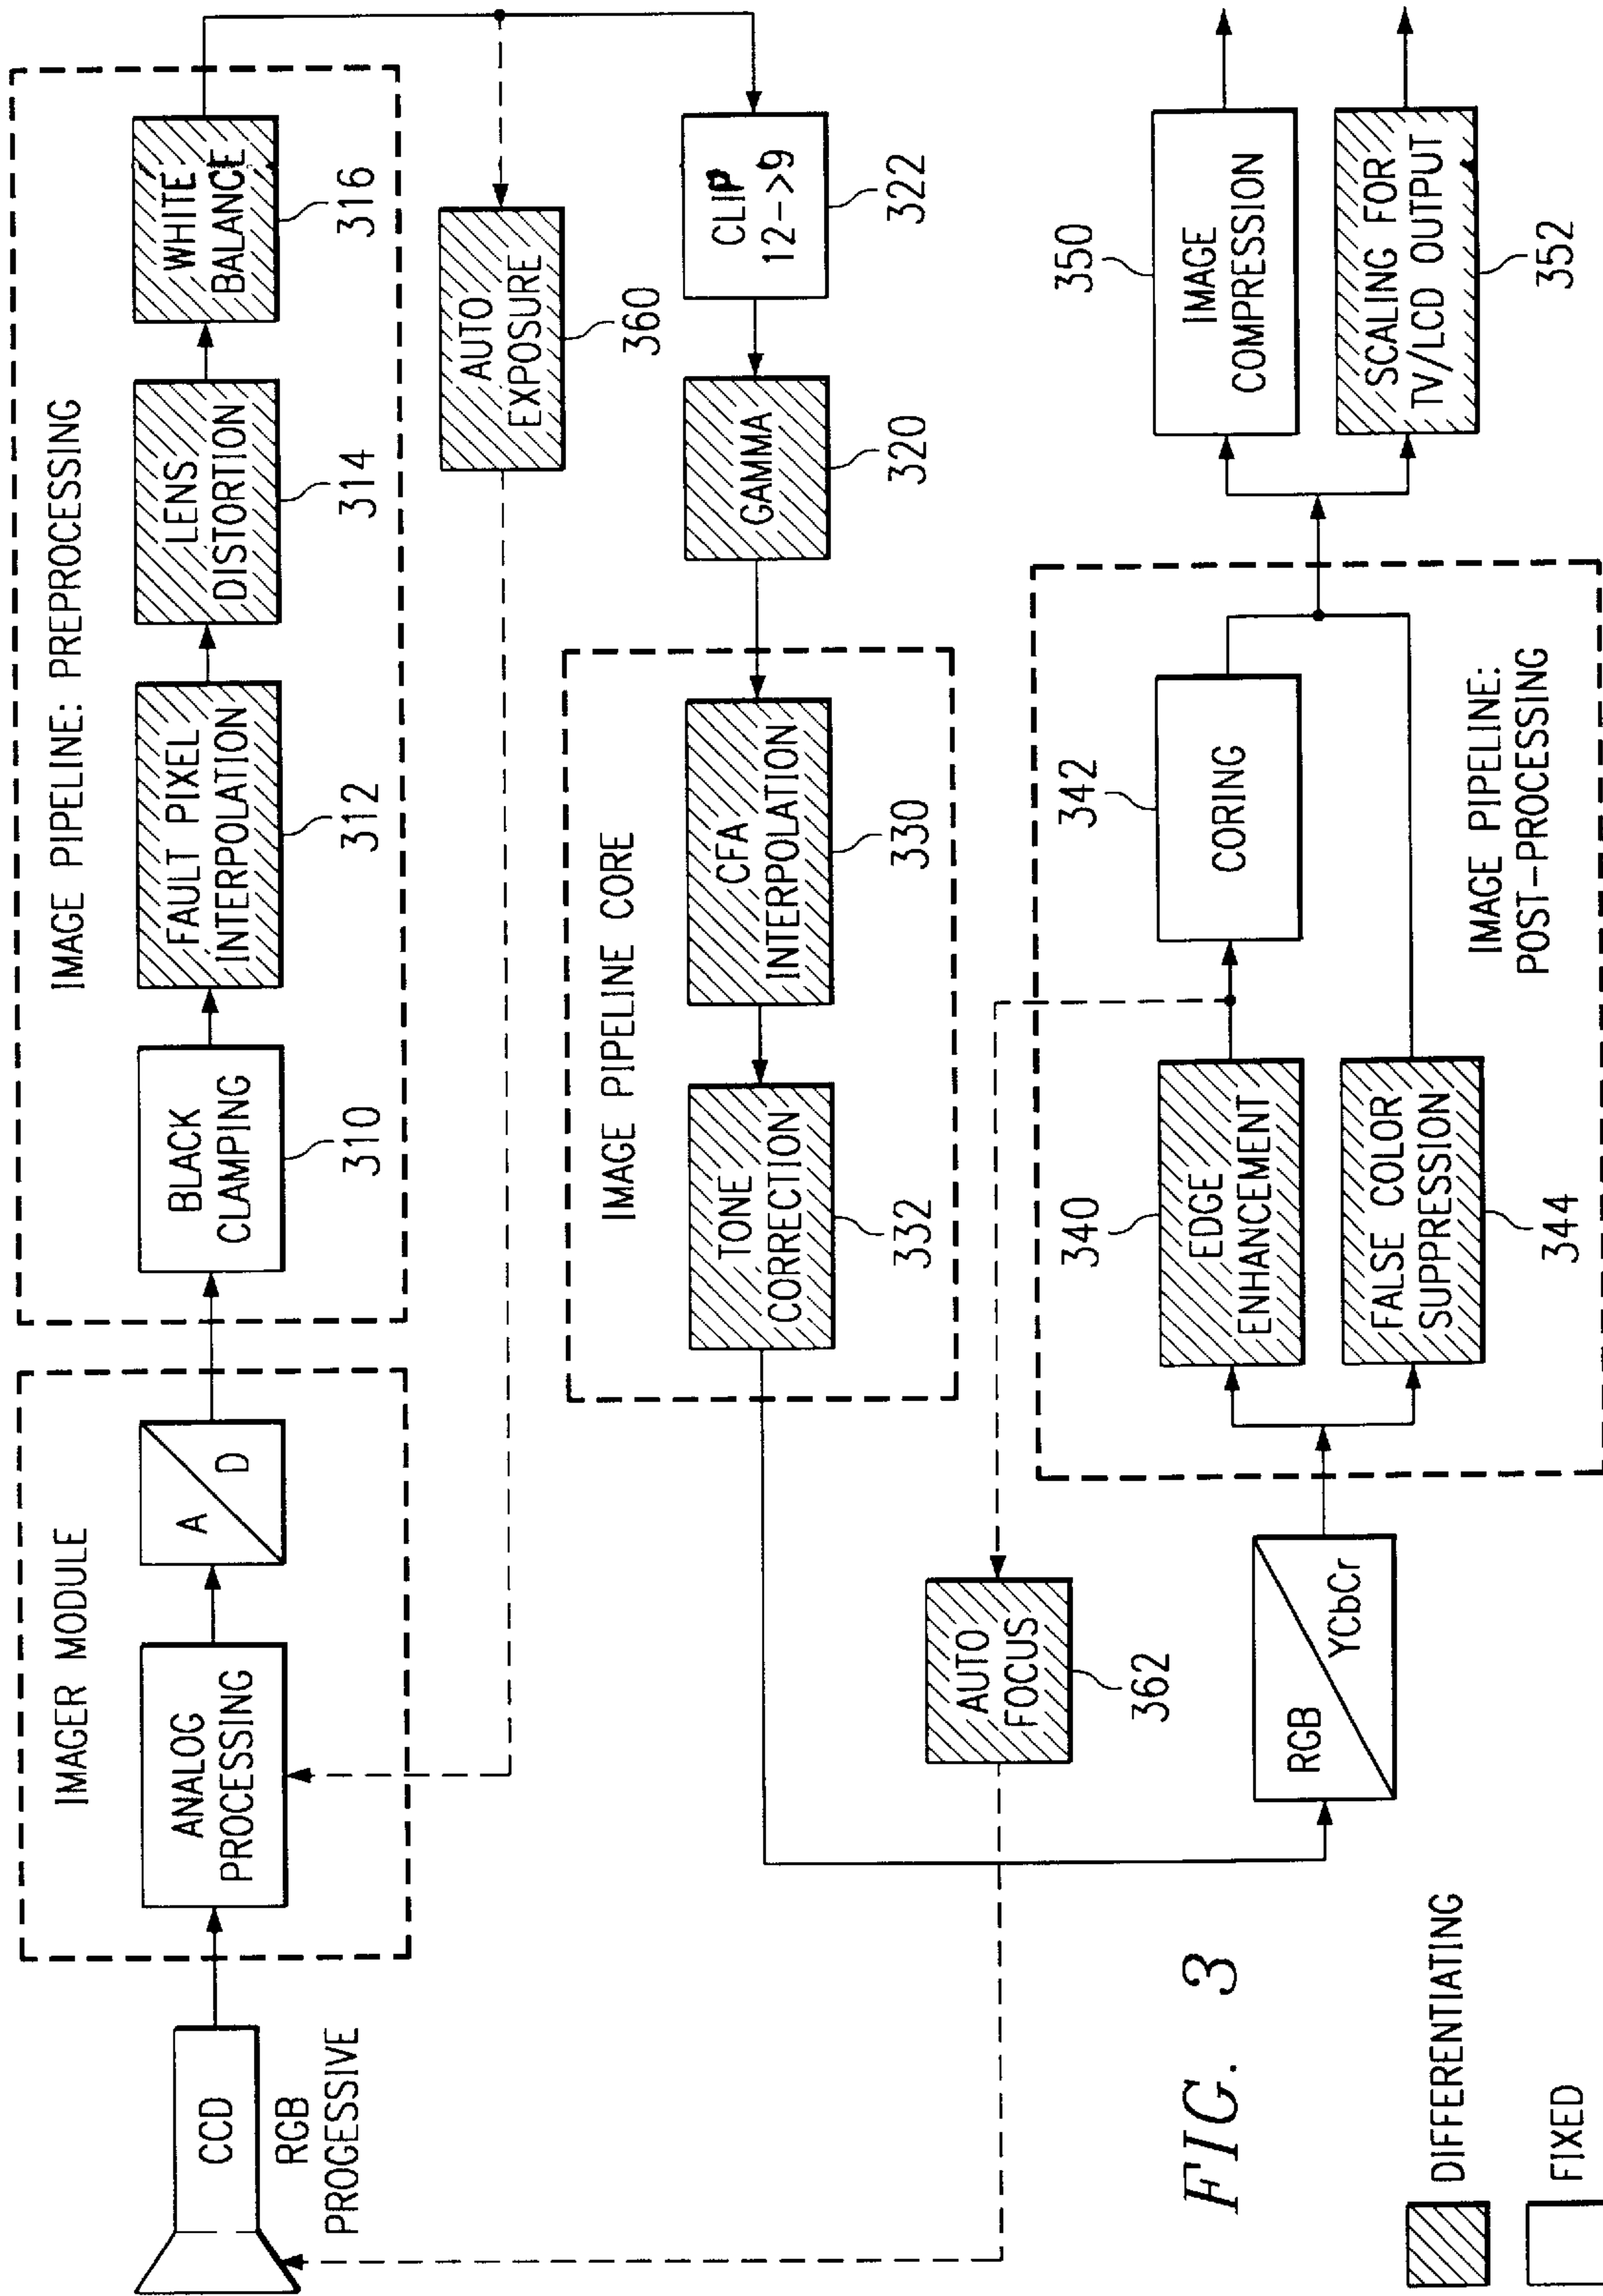 IMAGER MODULE
IMAGE PIPELINE: PREPROCESSING
CCD
RGB
PROGESSIVE
ANALOG
PROCESSING
A
D
BLACK
CLAMPING
310
FAULT PIXEL
INTERPOLATION
312
LENS
DISTORTION
314
WHITE
BALANCE
316
AUTO
EXPOSURE
360
IMAGE PIPELINE CORE
TONE
CORRECTION
332
CFA
INTERPOLATION
330
GAMMA
320
CLIP
12->9
322
AUTO
FOCUS
362
RGB
YCbCr
340
EDGE
ENHANCEMENT
342
CORING
FALSE COLOR
SUPPRESSION
344
IMAGE PIPELINE:
POST-PROCESSING
350
IMAGE
COMPRESSION
SCALING FOR
TV/LCD OUTPUT
352
FIG. 3
DIFFERENTIATING
FIXED